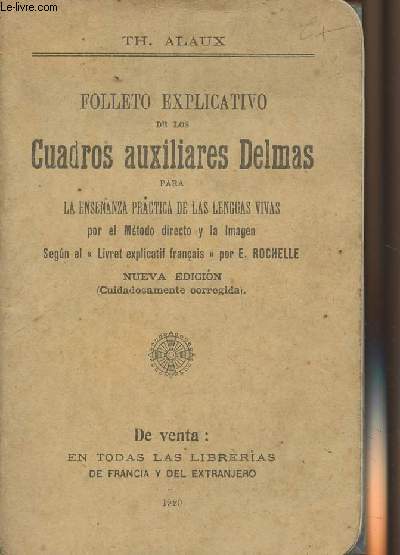 Le-livre.com
TH. ALAUX
FOLLETO EXPLICATIVO
DE LOS
Cuadros auxiliares Delmas
PARA
LA ENSEÑANZA PRÁCTICA DE LAS LENGUAS VIVAS
por el Método directo y la Imagen
Según el « Livret explicatif français » por E. ROCHELLE
NUEVA EDICIÓN
(Cuidadosamente corregida).
De venta :
EN TODAS LAS LIBRERÍAS
DE FRANCIA Y DEL EXTRANJERO
1920